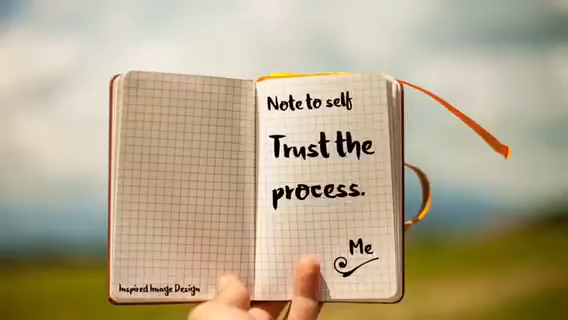 Note to self
Trust the
process.
Me
Inspired Image Design